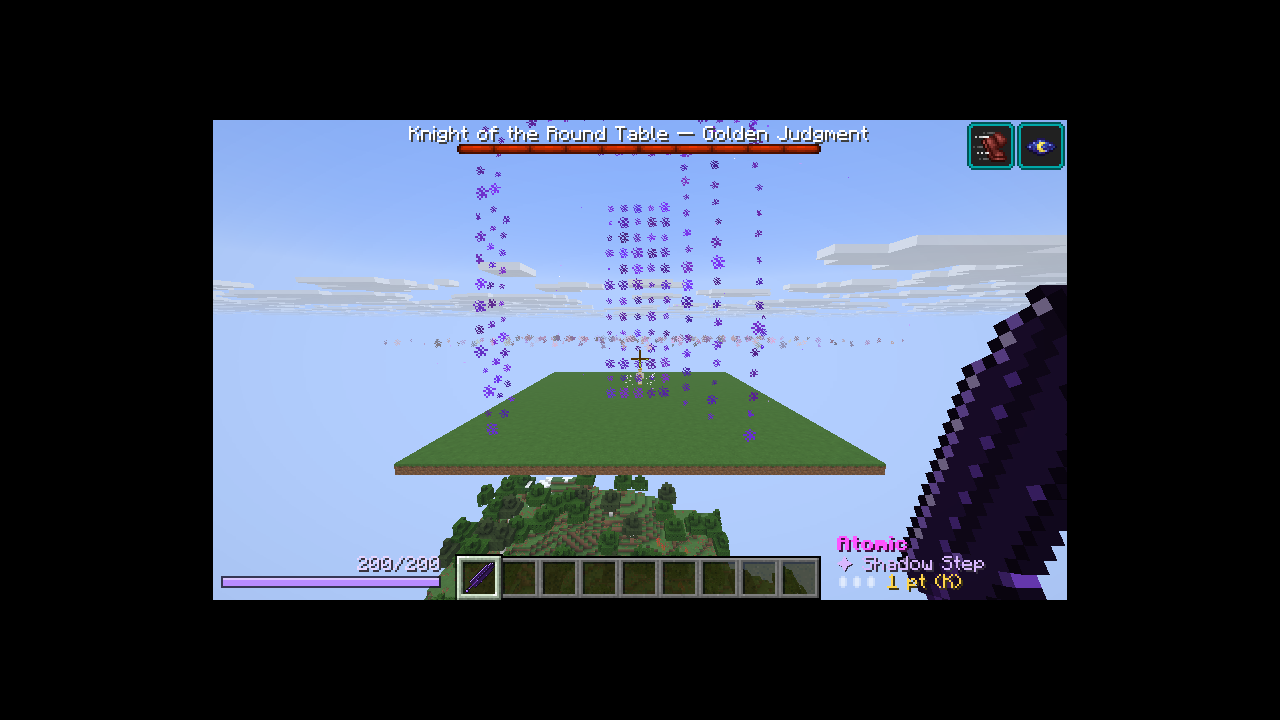 Knight of the Round Table — Golden Judgment
200/200
Atomic
Shadow Step
1 pt (K)